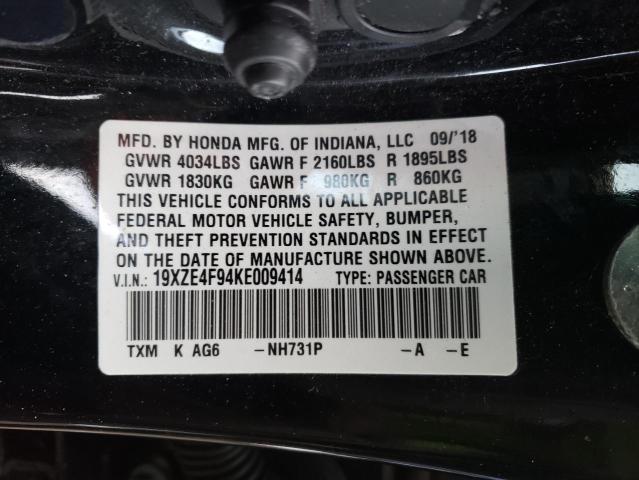 MFD. BY HONDA MFG. OF INDIANA, LLC 09/'18
GVWR 4034LBS GAWR F 2160LBS R 1895LBS
GVWR 1830KG GAWR F 980KG R 860KG
THIS VEHICLE CONFORMS TO ALL APPLICABLE
FEDERAL MOTOR VEHICLE SAFETY, BUMPER,
AND THEFT PREVENTION STANDARDS IN EFFECT
ON THE DATE OF MANUFACTURE SHOWN ABOVE.
V.I.N.: 19XZE4F94KE009414 TYPE: PASSENGER CAR
TXM K AG6 -NH731P -A -E